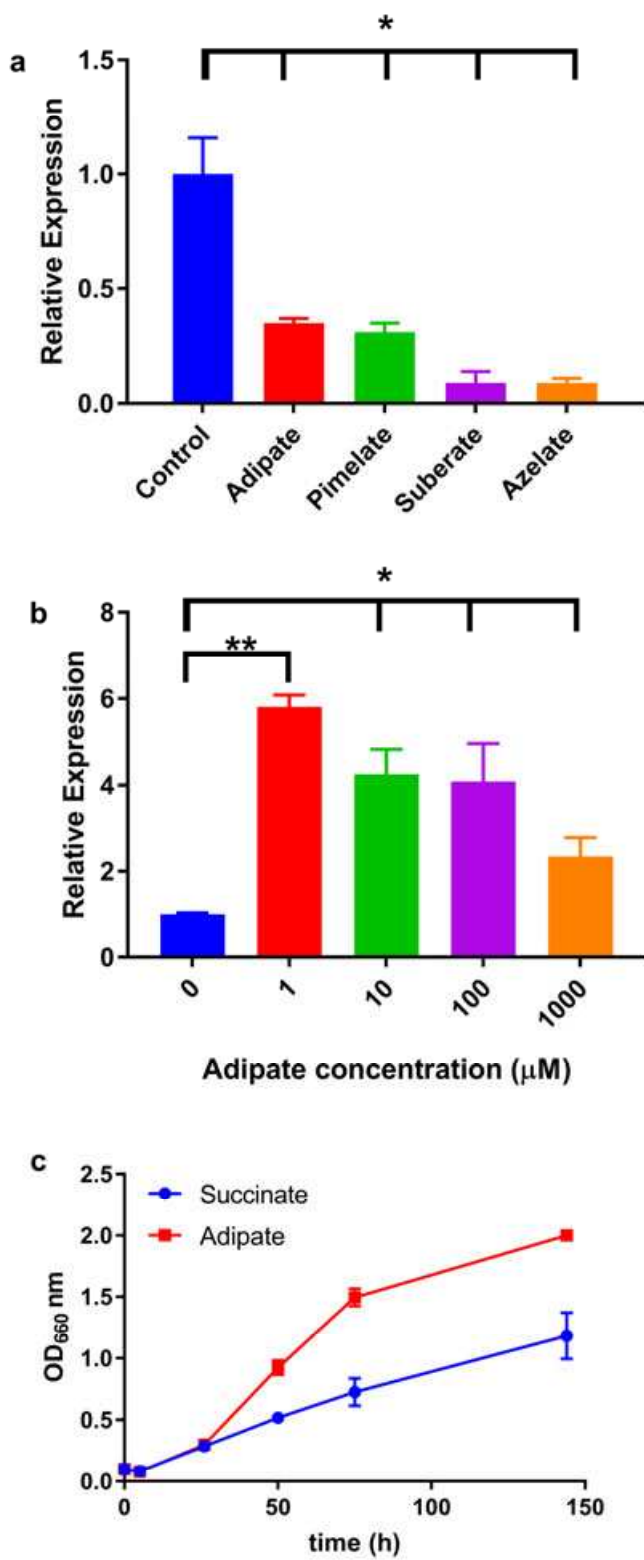 a
*
Relative Expression
1.5
1.0
0.5
0.0
Control
Adipate
Pimelate
Suberate
Azelate
b
*
**
Relative Expression
8
6
4
2
0
0
1
10
100
1000
Adipate concentration (μM)
c
Succinate
Adipate
OD660 nm
2.5
2.0
1.5
1.0
0.5
0.0
0
50
100
150
time (h)